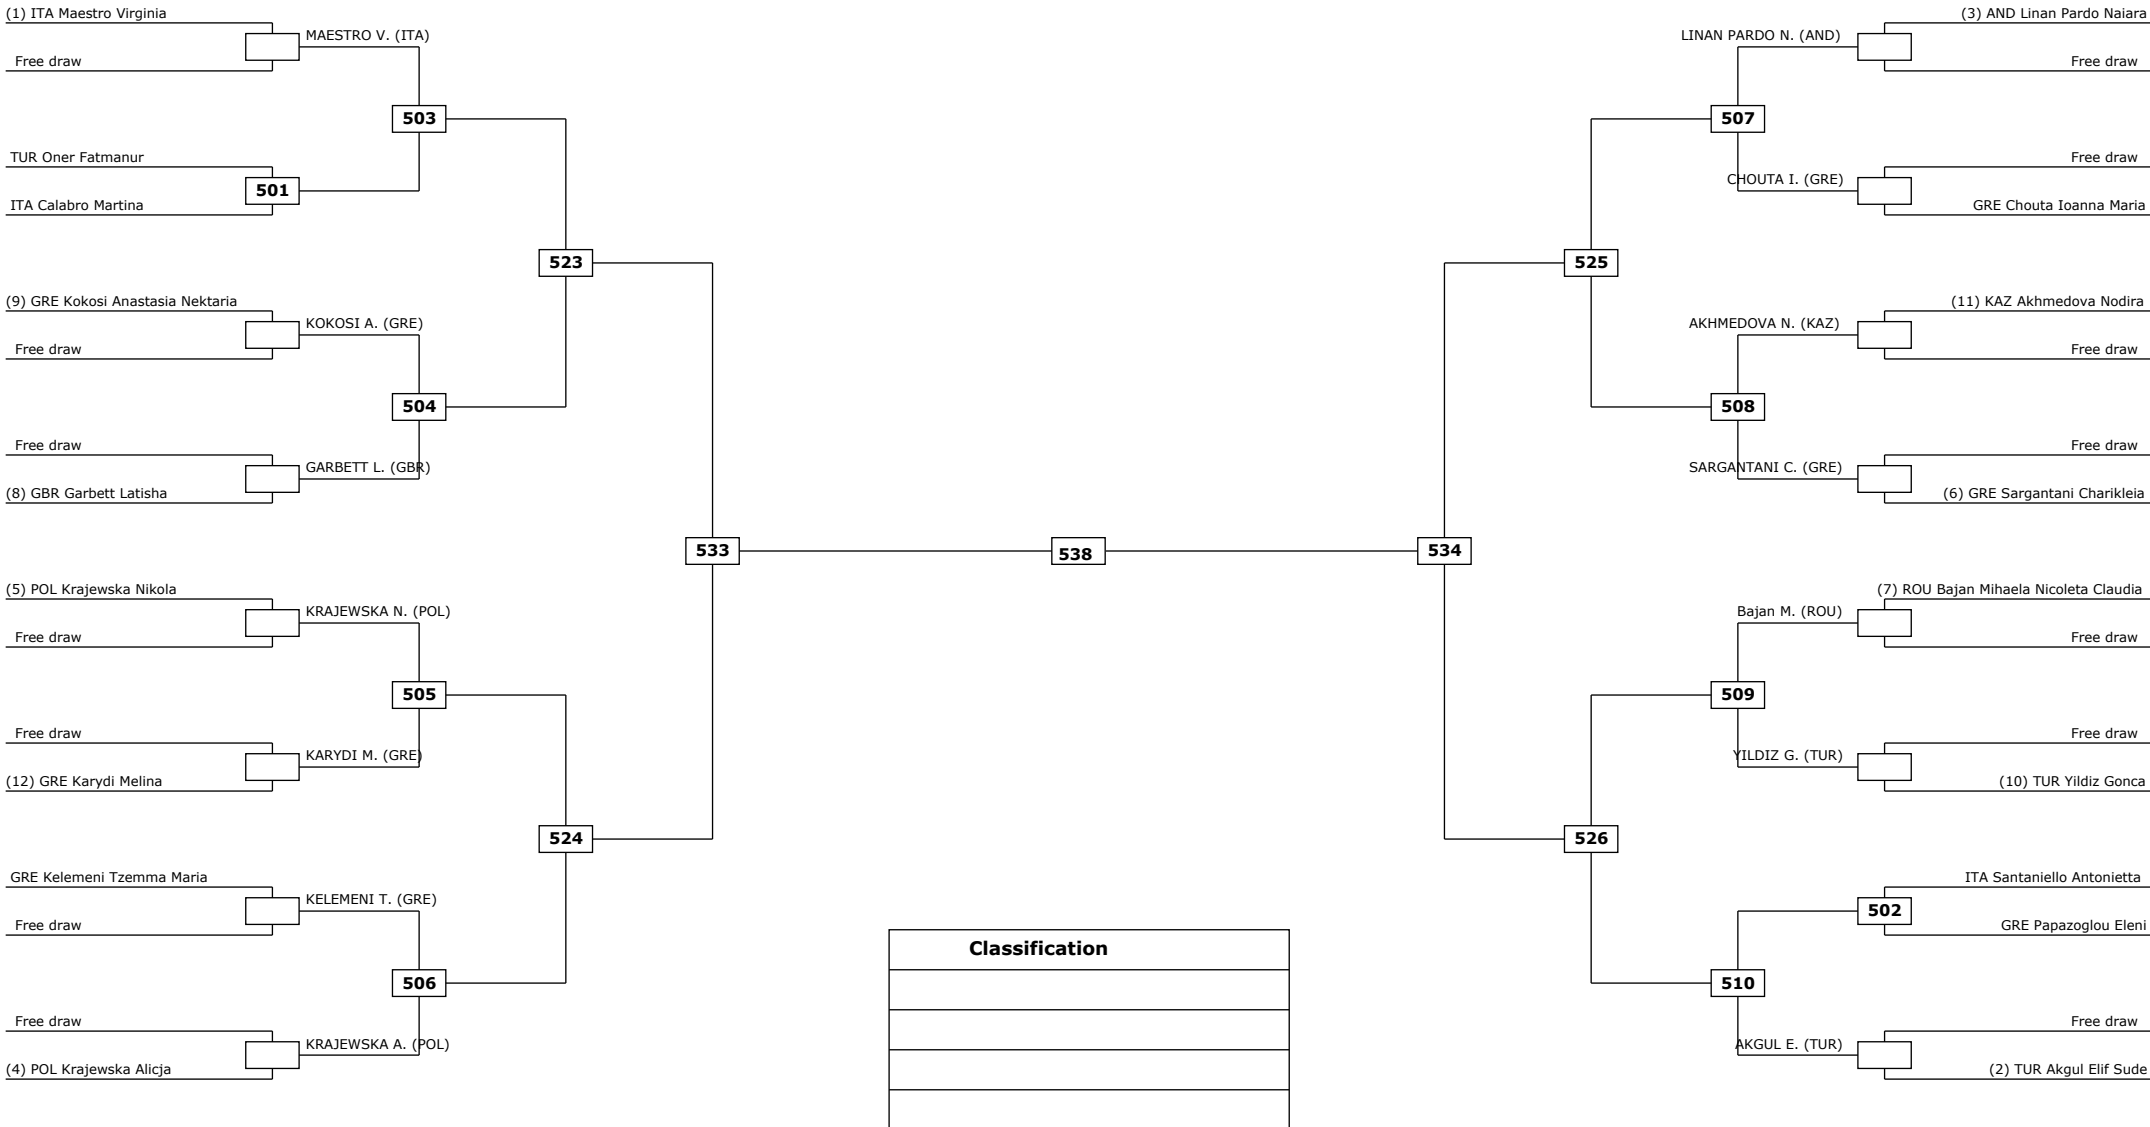 (1) ITA Maestro Virginia
MAESTRO V. (ITA)
Free draw
503
TUR Oner Fatmanur
501
ITA Calabro Martina
523
(9) GRE Kokosi Anastasia Nektaria
KOKOSI A. (GRE)
Free draw
504
Free draw
GARBETT L. (GBR)
(8) GBR Garbett Latisha
533
538
534
(5) POL Krajewska Nikola
KRAJEWSKA N. (POL)
Free draw
505
Free draw
KARYDI M. (GRE)
(12) GRE Karydi Melina
524
GRE Kelemeni Tzemma Maria
KELEMENI T. (GRE)
Free draw
506
Free draw
KRAJEWSKA A. (POL)
(4) POL Krajewska Alicja
(3) AND Linan Pardo Naiara
LINAN PARDO N. (AND)
Free draw
507
Free draw
CHOUTA I. (GRE)
GRE Chouta Ioanna Maria
525
(11) KAZ Akhmedova Nodira
AKHMEDOVA N. (KAZ)
Free draw
508
Free draw
SARGANTANI C. (GRE)
(6) GRE Sargantani Charikleia
(7) ROU Bajan Mihaela Nicoleta Claudia
Bajan M. (ROU)
Free draw
509
Free draw
YILDIZ G. (TUR)
(10) TUR Yildiz Gonca
526
ITA Santaniello Antonietta
502
GRE Papazoglou Eleni
510
Free draw
AKGUL E. (TUR)
(2) TUR Akgul Elif Sude
Classification